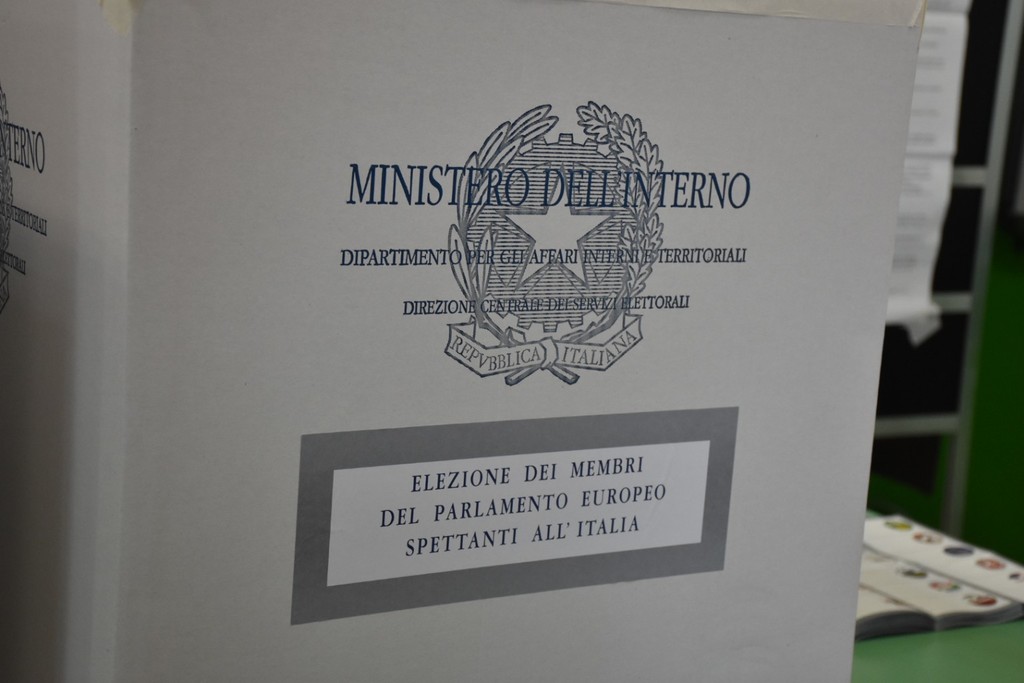 MINISTERO DELL'INTERNO
DIPARTIMENTO PER GLI AFFARI INTERNI E TERRITORIALI
DIREZIONE CENTRALE DEI SERVIZI ELETTORALI
REPVBBLICA ITALIANA
ELEZIONE DEI MEMBRI
DEL PARLAMENTO EUROPEO
SPETTANTI ALL'ITALIA